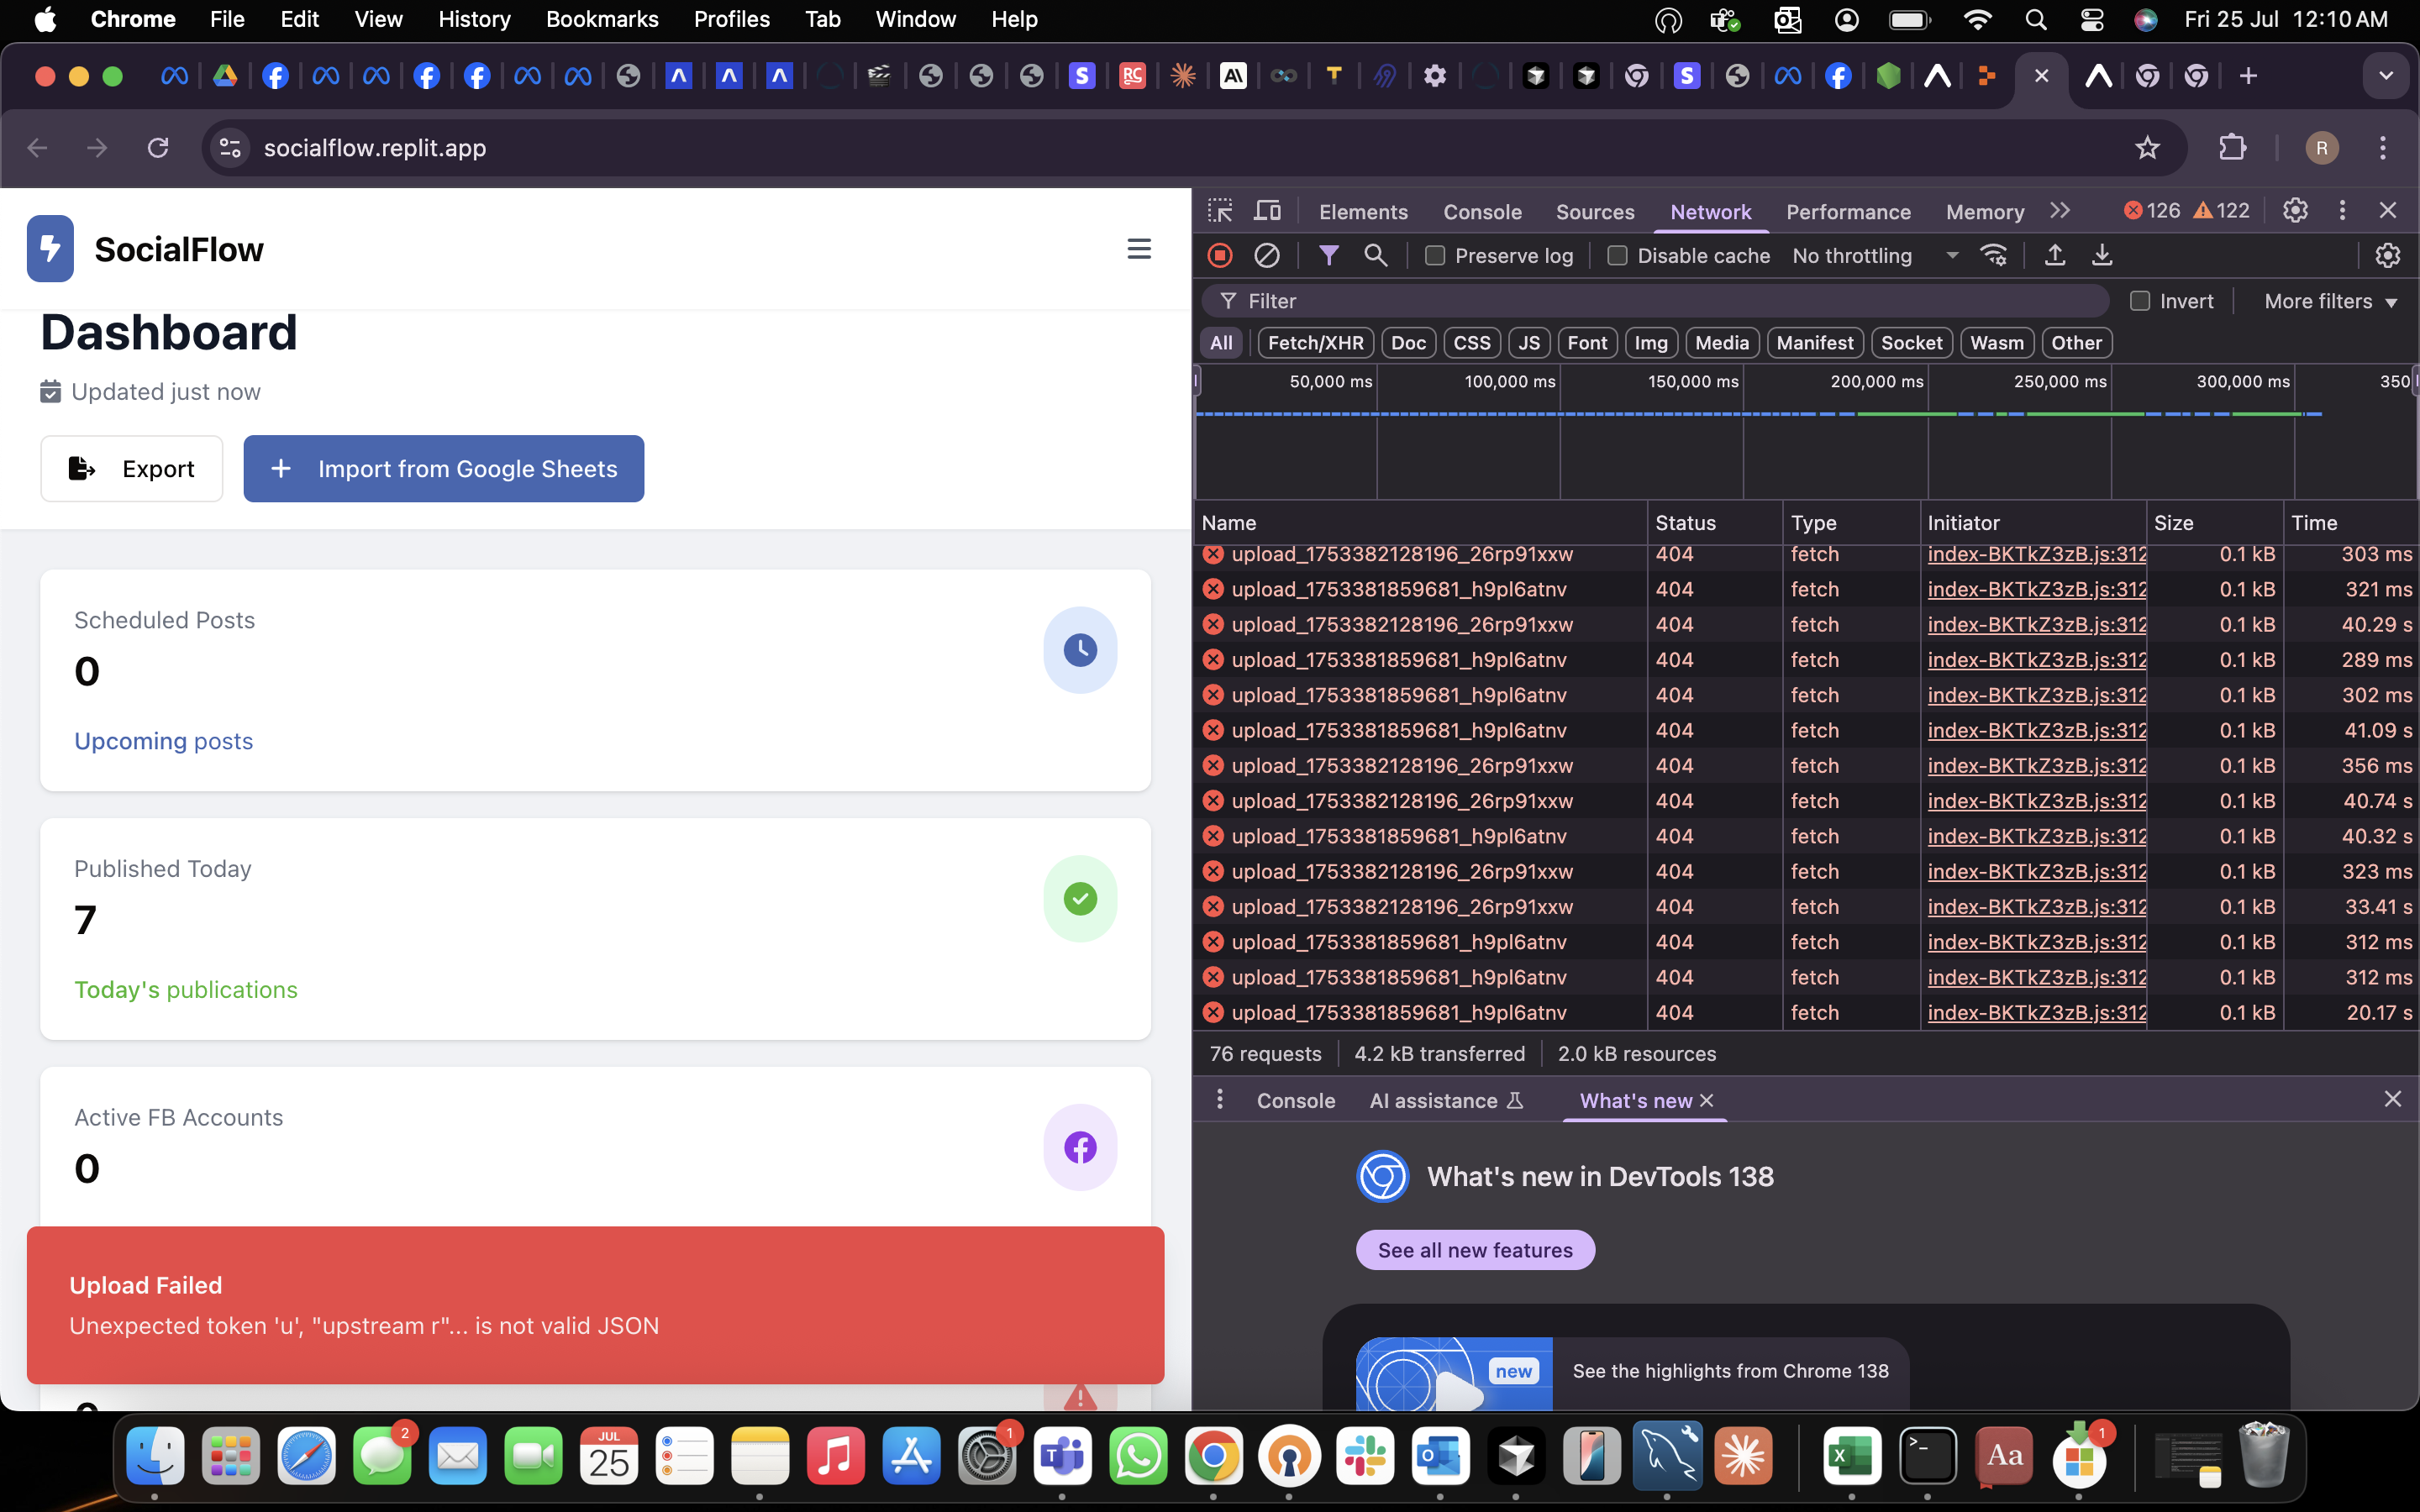 Chrome File Edit View History Bookmarks Profiles Tab Window Help Fri 25 Jul 12:10 AM
socialflow.replit.app R
SocialFlow
Dashboard
Updated just now
Export
+ Import from Google Sheets
Scheduled Posts
0
Upcoming posts
Published Today
7
Today's publications
Active FB Accounts
0
Upload Failed
Unexpected token 'u', "upstream r"... is not valid JSON
Elements Console Sources Network Performance Memory 126 122
Preserve log Disable cache No throttling
Filter Invert More filters
All Fetch/XHR Doc CSS JS Font Img Media Manifest Socket Wasm Other
50,000 ms 100,000 ms 150,000 ms 200,000 ms 250,000 ms 300,000 ms 350
Name Status Type Initiator Size Time
upload_1753382128196_26rp91xxw 404 fetch index-BKTkZ3zB.js:312 0.1 kB 303 ms
upload_1753381859681_h9pl6atnv 404 fetch index-BKTkZ3zB.js:312 0.1 kB 321 ms
upload_1753382128196_26rp91xxw 404 fetch index-BKTkZ3zB.js:312 0.1 kB 40.29 s
upload_1753381859681_h9pl6atnv 404 fetch index-BKTkZ3zB.js:312 0.1 kB 289 ms
upload_1753381859681_h9pl6atnv 404 fetch index-BKTkZ3zB.js:312 0.1 kB 302 ms
upload_1753381859681_h9pl6atnv 404 fetch index-BKTkZ3zB.js:312 0.1 kB 41.09 s
upload_1753382128196_26rp91xxw 404 fetch index-BKTkZ3zB.js:312 0.1 kB 356 ms
upload_1753382128196_26rp91xxw 404 fetch index-BKTkZ3zB.js:312 0.1 kB 40.74 s
upload_1753381859681_h9pl6atnv 404 fetch index-BKTkZ3zB.js:312 0.1 kB 40.32 s
upload_1753382128196_26rp91xxw 404 fetch index-BKTkZ3zB.js:312 0.1 kB 323 ms
upload_1753382128196_26rp91xxw 404 fetch index-BKTkZ3zB.js:312 0.1 kB 33.41 s
upload_1753381859681_h9pl6atnv 404 fetch index-BKTkZ3zB.js:312 0.1 kB 312 ms
upload_1753381859681_h9pl6atnv 404 fetch index-BKTkZ3zB.js:312 0.1 kB 312 ms
upload_1753381859681_h9pl6atnv 404 fetch index-BKTkZ3zB.js:312 0.1 kB 20.17 s
76 requests 4.2 kB transferred 2.0 kB resources
Console AI assistance What's new
What's new in DevTools 138
See all new features
new See the highlights from Chrome 138
2 JUL 25 1 Aa 1